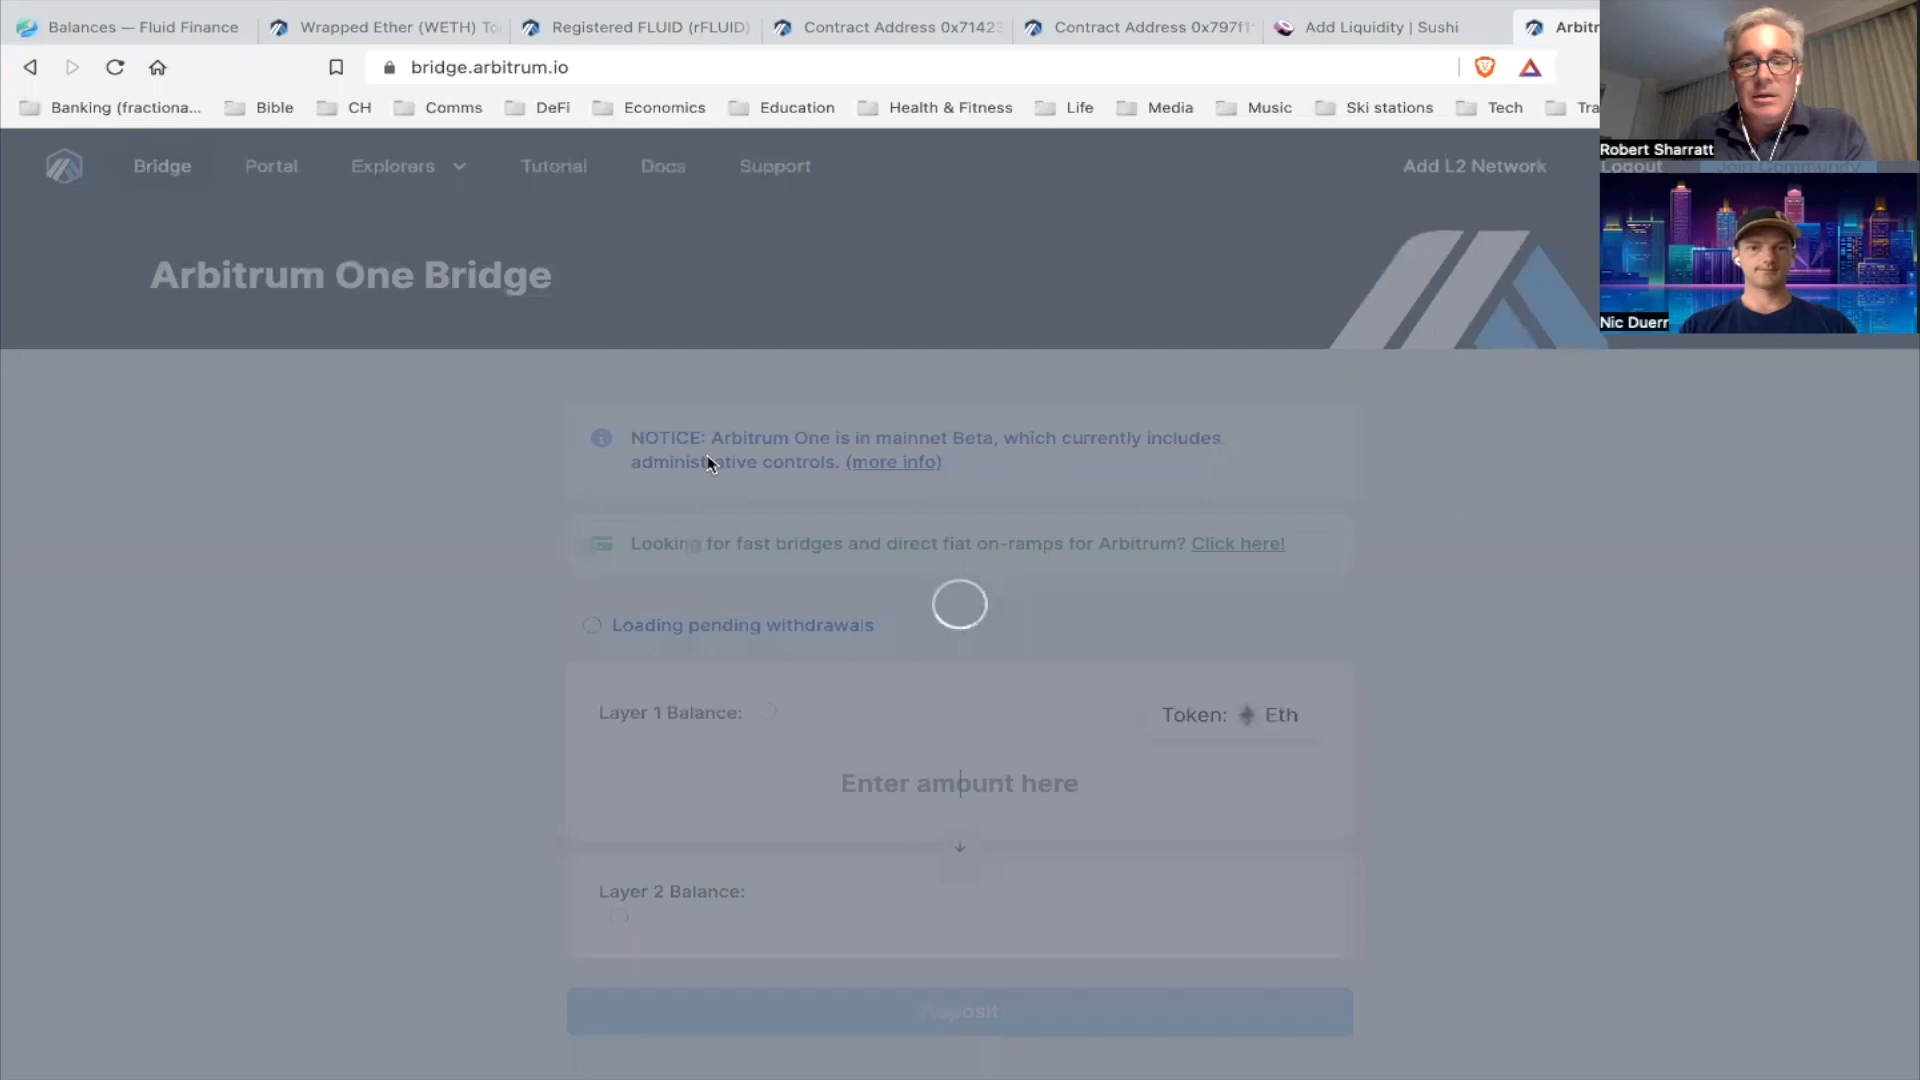 Balances — Fluid Finance
Wrapped Ether (WETH) To
Registered FLUID (rFLUID)
Contract Address 0x71423
Contract Address 0x797f1
Add Liquidity | Sushi
Arbitr
bridge.arbitrum.io
Banking (fractiona...
Bible
CH
Comms
DeFi
Economics
Education
Health & Fitness
Life
Media
Music
Ski stations
Tech
Tra
Robert Sharratt
Bridge
Portal
Explorers
Tutorial
Docs
Support
Add L2 Network
Logout
Join Community
Arbitrum One Bridge
Nic Duerr
NOTICE: Arbitrum One is in mainnet Beta, which currently includes
administrative controls. (more info)
Looking for fast bridges and direct fiat on-ramps for Arbitrum? Click here!
Loading pending withdrawals
Layer 1 Balance:
Token: Eth
Enter amount here
Layer 2 Balance:
Deposit